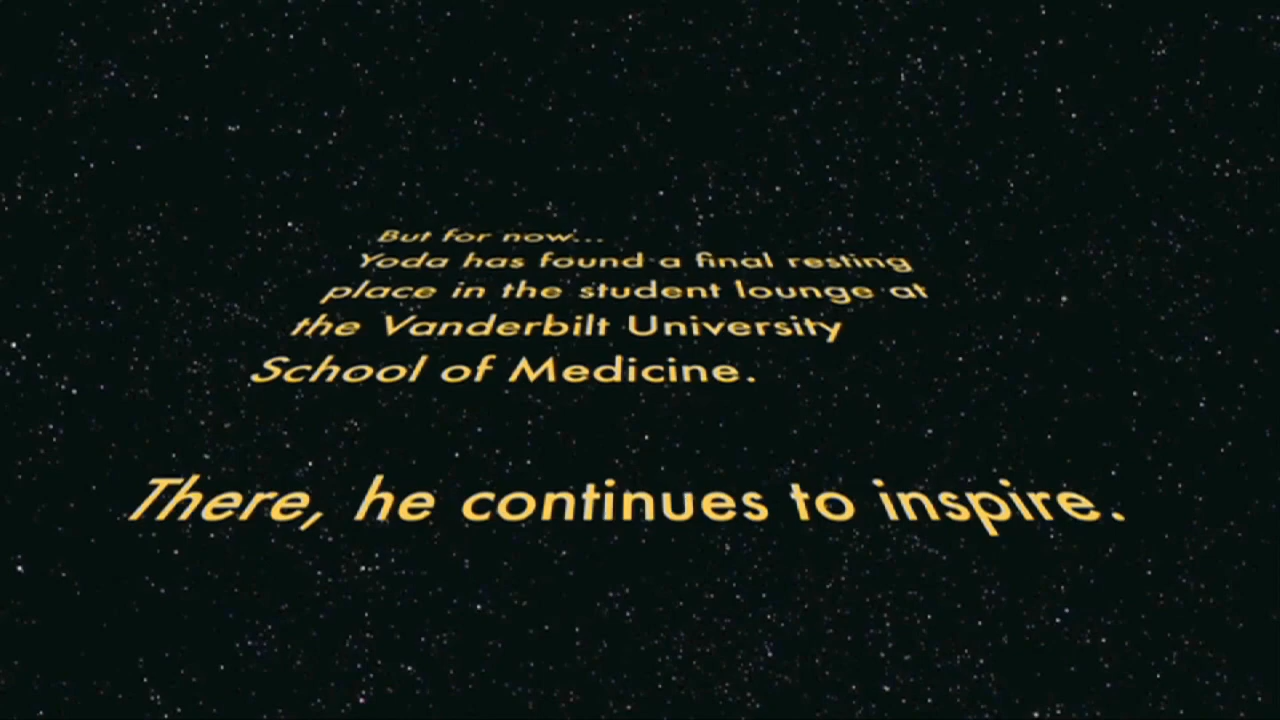 But for now...
Yoda has found a final resting
place in the student lounge at
the Vanderbilt University
School of Medicine.
There, he continues to inspire.